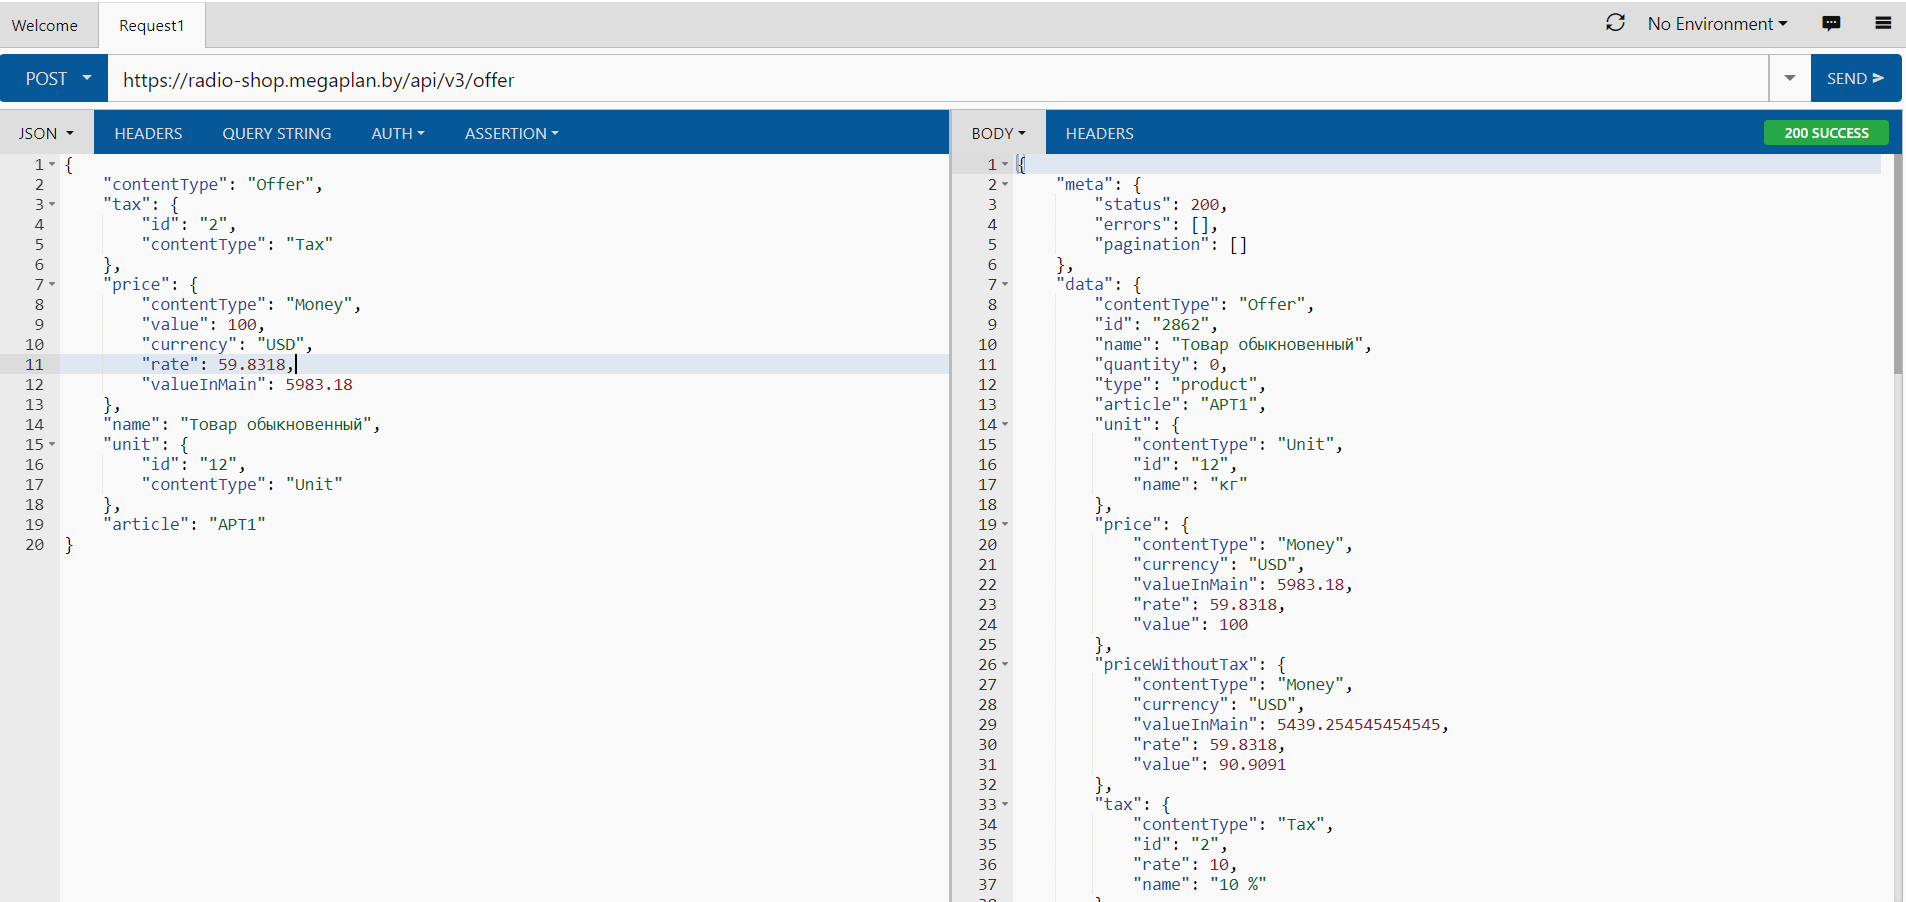 Welcome Request1 No Environment
POST https://radio-shop.megaplan.by/api/v3/offer SEND
JSON HEADERS QUERY STRING AUTH ASSERTION
1 {
2 "contentType": "Offer",
3 "tax": {
4 "id": "2",
5 "contentType": "Tax"
6 },
7 "price": {
8 "contentType": "Money",
9 "value": 100,
10 "currency": "USD",
11 "rate": 59.8318,
12 "valueInMain": 5983.18
13 },
14 "name": "Товар обыкновенный",
15 "unit": {
16 "id": "12",
17 "contentType": "Unit"
18 },
19 "article": "АРТ1"
20 }
BODY HEADERS 200 SUCCESS
1 {
2 "meta": {
3 "status": 200,
4 "errors": [],
5 "pagination": []
6 },
7 "data": {
8 "contentType": "Offer",
9 "id": "2862",
10 "name": "Товар обыкновенный",
11 "quantity": 0,
12 "type": "product",
13 "article": "АРТ1",
14 "unit": {
15 "contentType": "Unit",
16 "id": "12",
17 "name": "кг"
18 },
19 "price": {
20 "contentType": "Money",
21 "currency": "USD",
22 "valueInMain": 5983.18,
23 "rate": 59.8318,
24 "value": 100
25 },
26 "priceWithoutTax": {
27 "contentType": "Money",
28 "currency": "USD",
29 "valueInMain": 5439.254545454545,
30 "rate": 59.8318,
31 "value": 90.9091
32 },
33 "tax": {
34 "contentType": "Tax",
35 "id": "2",
36 "rate": 10,
37 "name": "10 %"